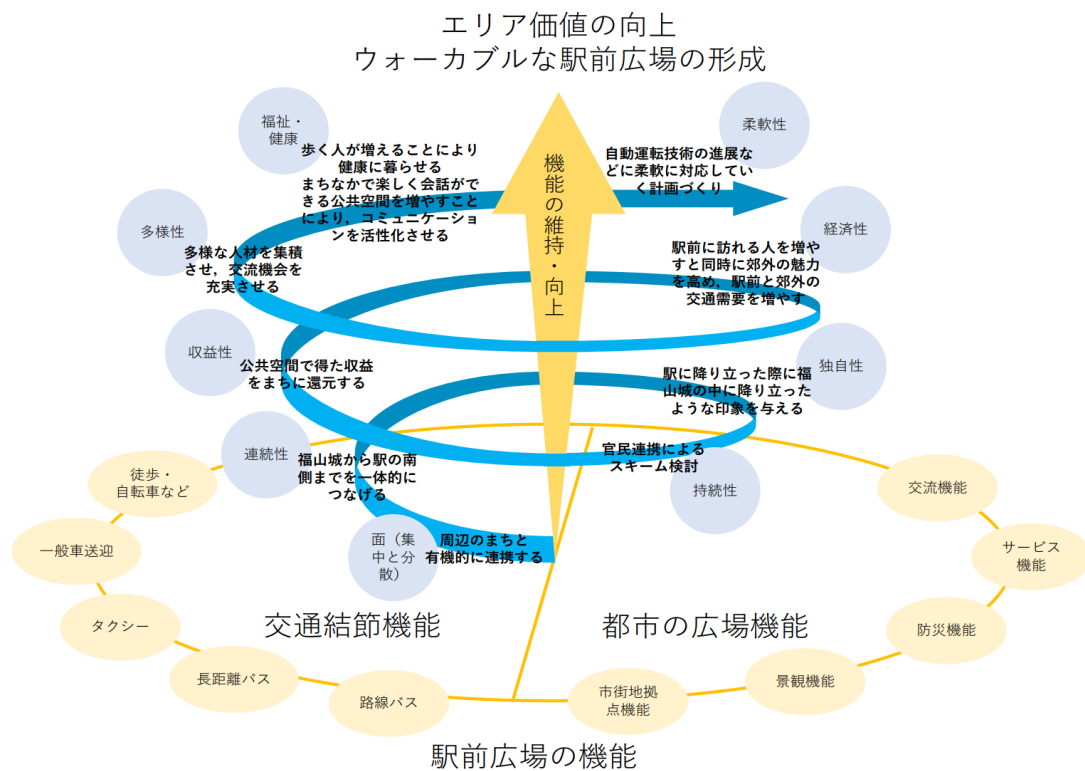 エリア価値の向上
ウォーカブルな駅前広場の形成
福祉・
健康
柔軟性
歩く人が増えることにより
健康に暮らせる
まちなかで楽しく会話がで
きる公共空間を増やすこと
により，コミュニケーショ
ンを活性化させる
自動運転技術の進展な
どに柔軟に対応してい
く計画づくり
機能の維持・向上
多様性
経済性
多様な人材を集積
させ，交流機会を
充実させる
駅前に訪れる人を増や
すと同時に郊外の魅力
を高め，駅前と郊外の
交通需要を増やす
収益性
独自性
公共空間で得た収益
をまちに還元する
駅に降り立った際に福
山城の中に降り立った
ような印象を与える
連続性
福山城から駅の南
側までを一体的に
つなげる
官民連携による
スキーム検討
持続性
面（集
中と分
散）
周辺のまちと
有機的に連携する
徒歩・
自転車など
一般車送迎
タクシー
長距離バス
路線バス
交通結節機能
都市の広場機能
交流機能
サービス
機能
防災機能
景観機能
市街地拠
点機能
駅前広場の機能